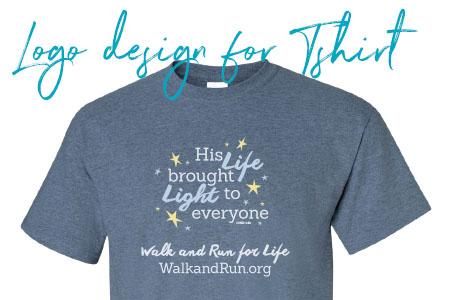 Logo design for Tshirt
His Life
brought
Light to
everyone
Walk and Run for Life
WalkandRun.org